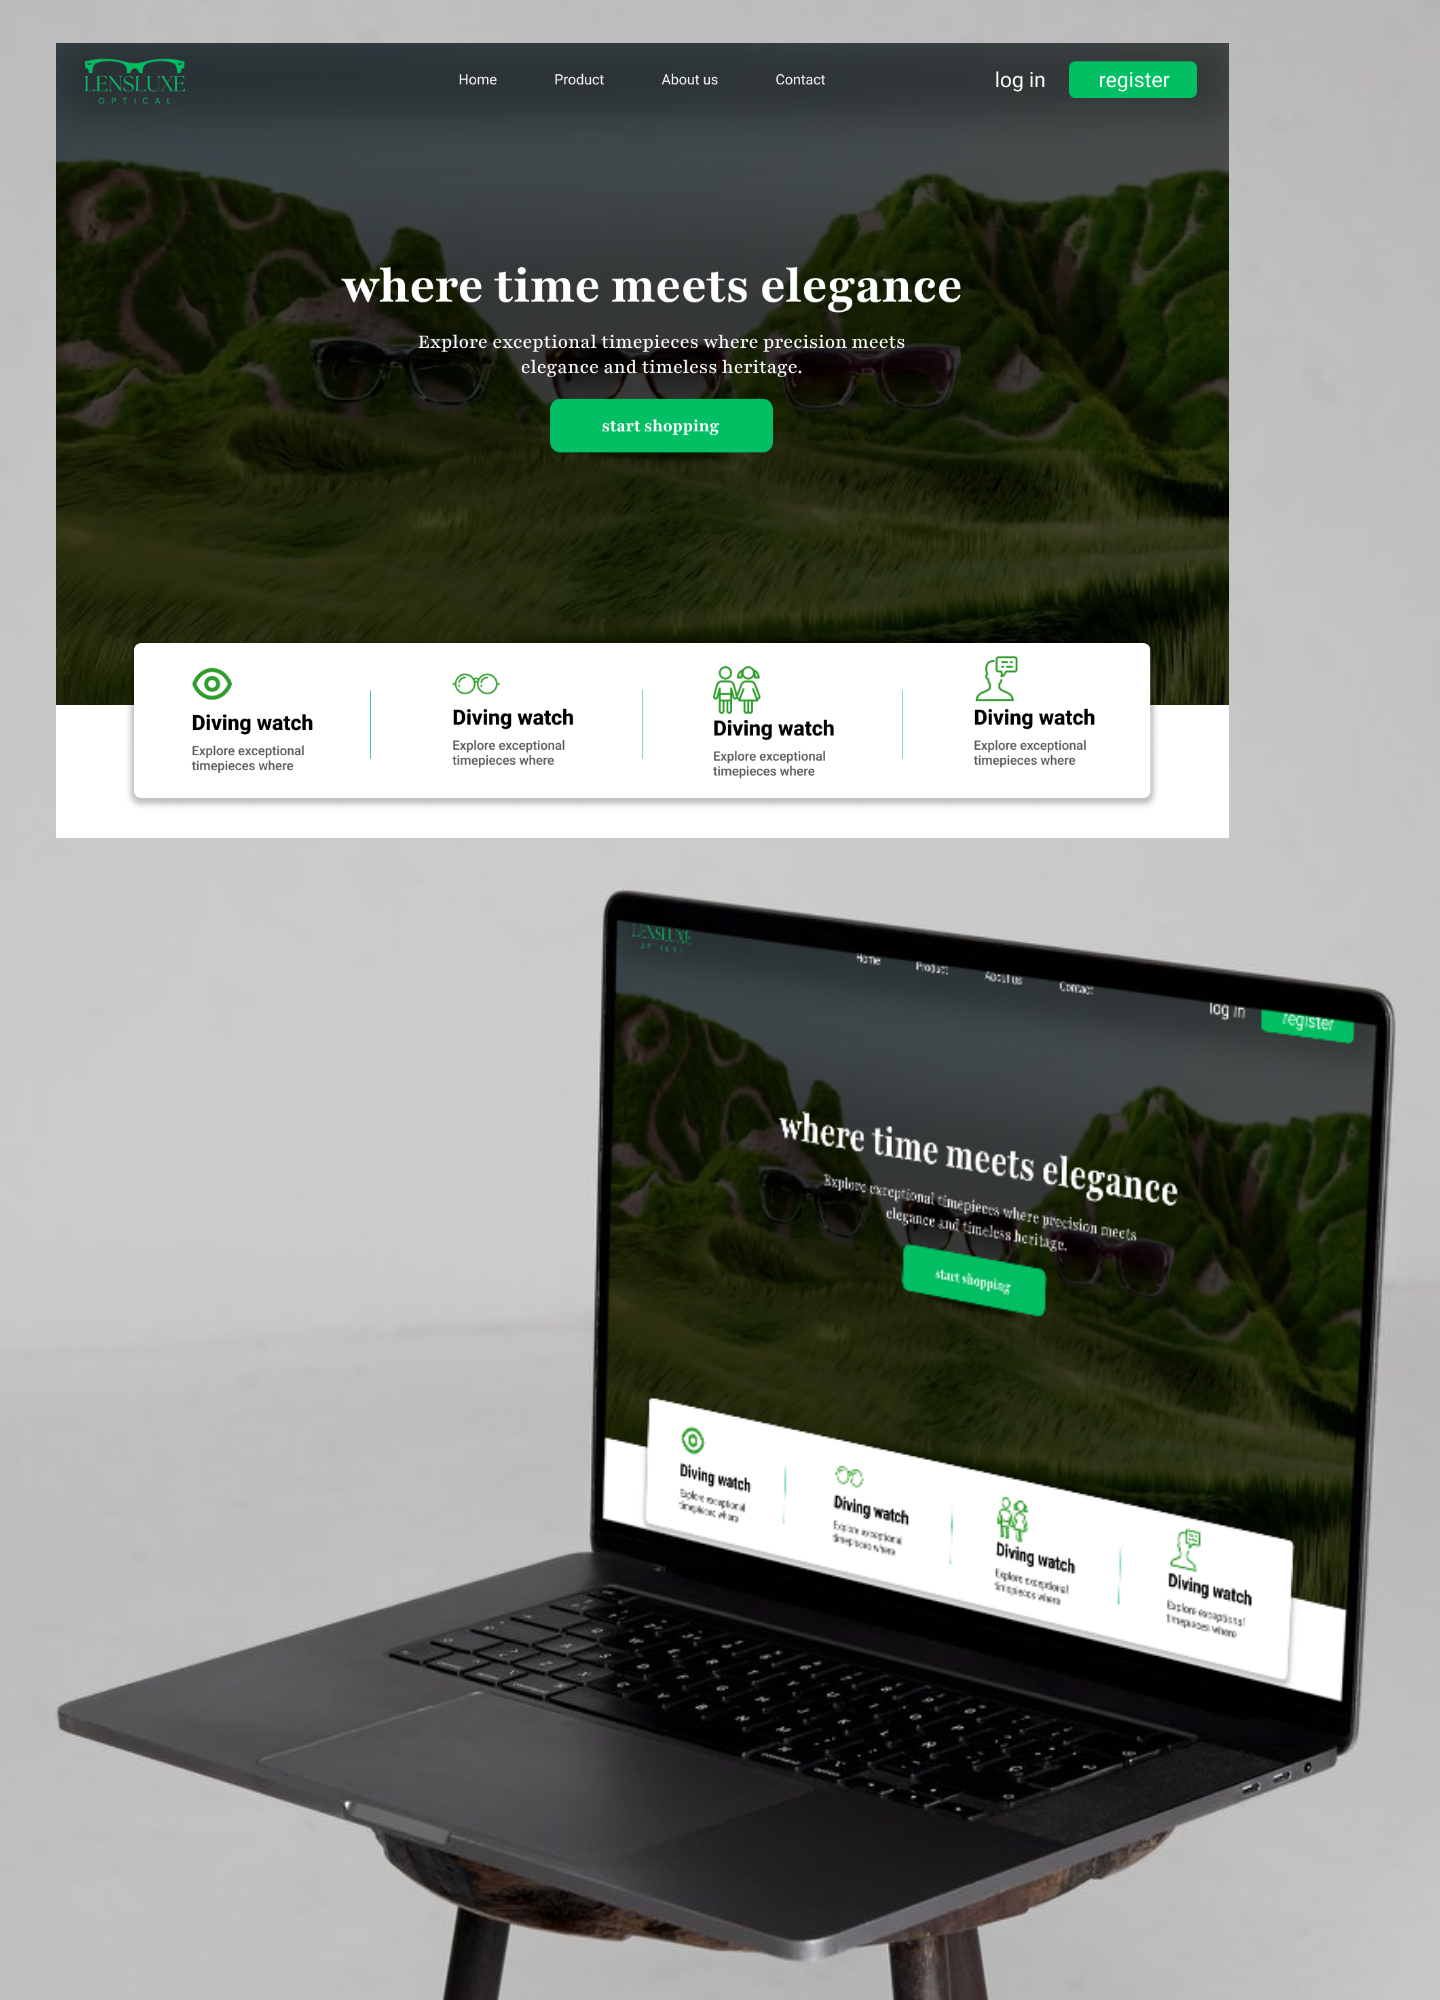 LENSLUXE
OPTICAL
Home Product About us Contact
log in register
where time meets elegance
Explore exceptional timepieces where precision meets
elegance and timeless heritage.
start shopping
Diving watch Diving watch Diving watch Diving watch
Explore exceptional Explore exceptional Explore exceptional Explore exceptional
timepieces where timepieces where timepieces where timepieces where
LENSLUXE
Home Product About us Contact
log in register
where time meets elegance
Explore exceptional timepieces where precision meets
elegance and timeless heritage.
start shopping
Diving watch Diving watch Diving watch Diving watch
Explore exceptional Explore exceptional Explore exceptional Explore exceptional
timepieces where timepieces where timepieces where timepieces where